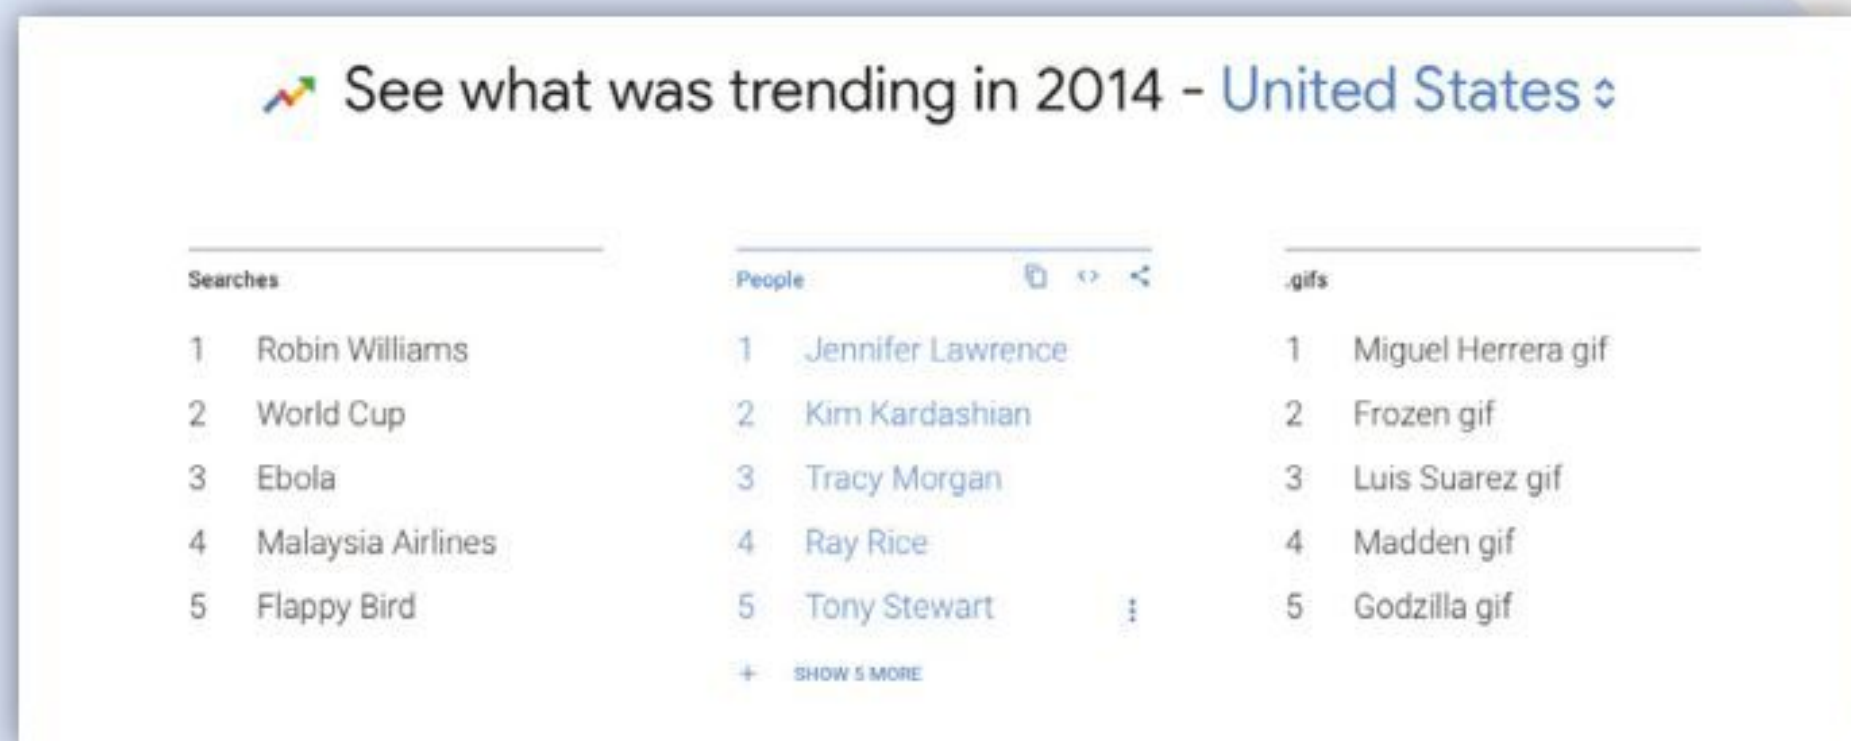 See what was trending in 2014 - United States
Searches
1 Robin Williams
2 World Cup
3 Ebola
4 Malaysia Airlines
5 Flappy Bird
People
1 Jennifer Lawrence
2 Kim Kardashian
3 Tracy Morgan
4 Ray Rice
5 Tony Stewart
+ SHOW 5 MORE
.gifs
1 Miguel Herrera gif
2 Frozen gif
3 Luis Suarez gif
4 Madden gif
5 Godzilla gif